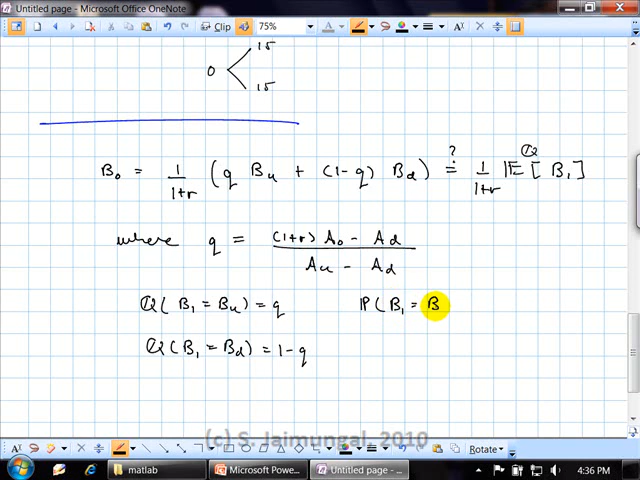 Untitled page - Microsoft Office OneNote
Clip 75%
15
0
15
B₀ = 1/(1+r) (q Bᵤ + (1-q) B_d) ≟ 1/(1+r) 𝔼^ℚ [ B₁ ]
where q = ((1+r) A₀ - A_d) / (Aᵤ - A_d)
ℚ( B₁ = Bᵤ ) = q ℙ( B₁ = B
ℚ( B₁ = B_d ) = 1 - q
(c) S. Jaimungal, 2010
Rotate
matlab Microsoft Powe... Untitled page - ... 4:36 PM